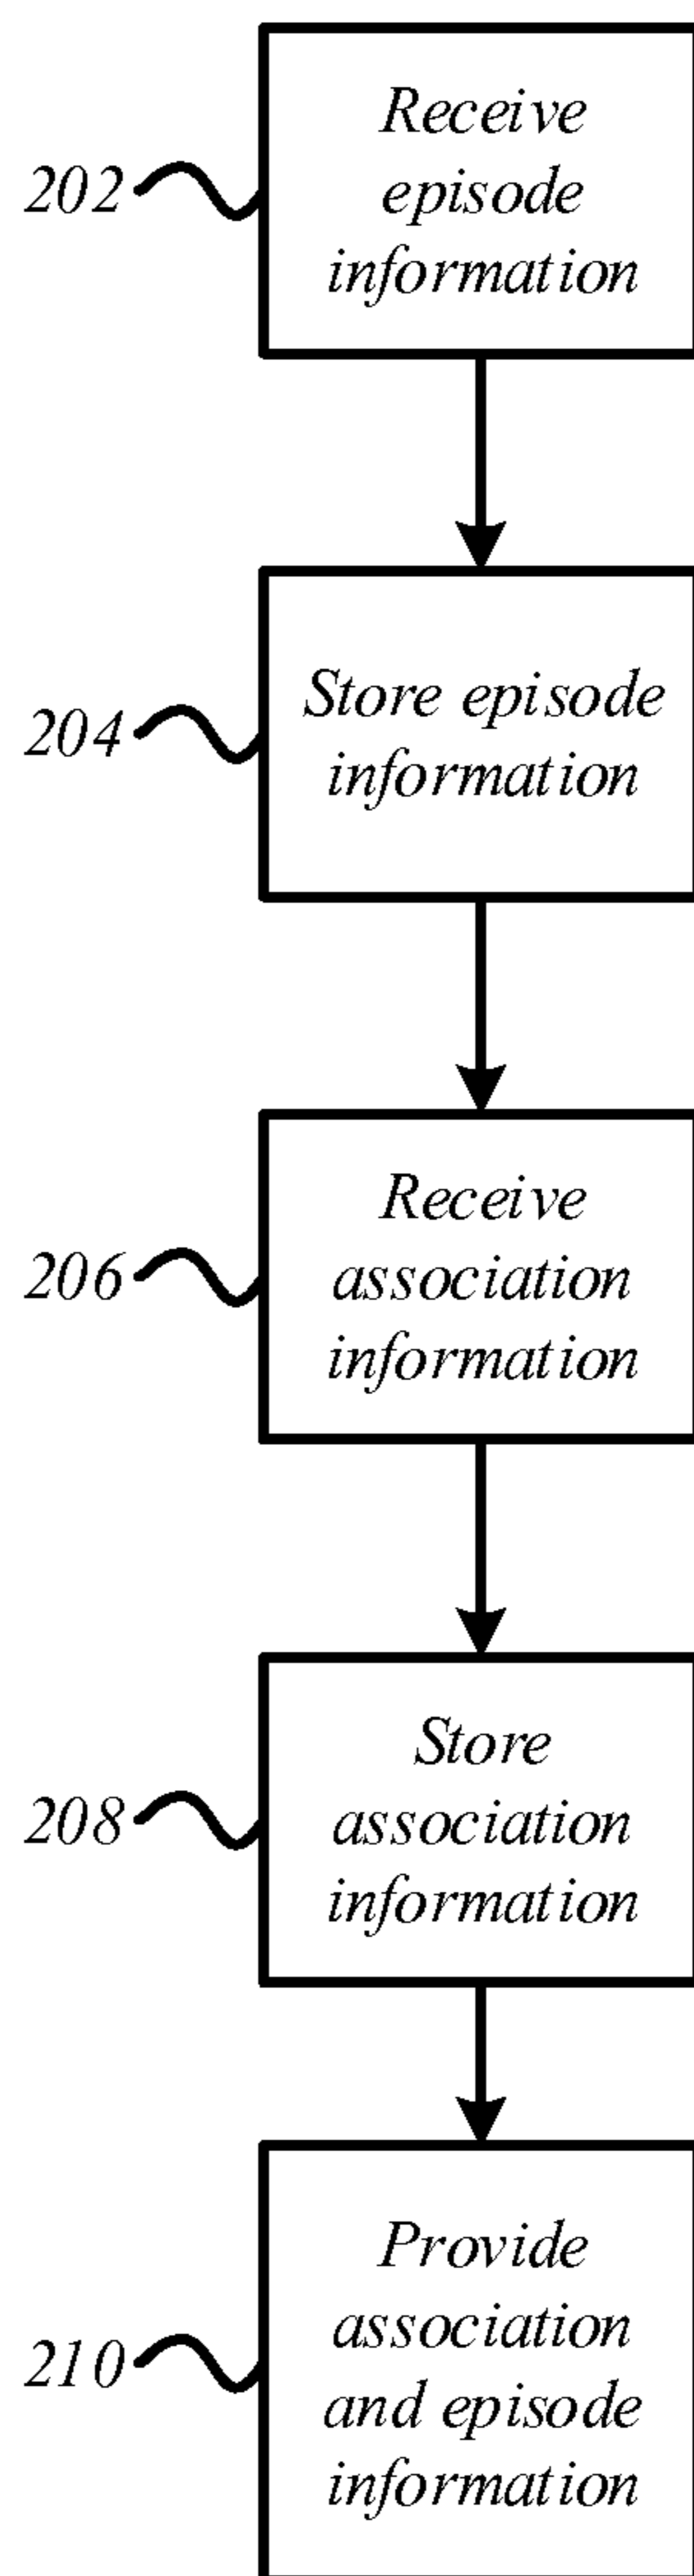 Receive
202
episode
information
Store episode
204
information
Receive
206
association
information
Store
208
association
information
Provide
association
210
and episode
information